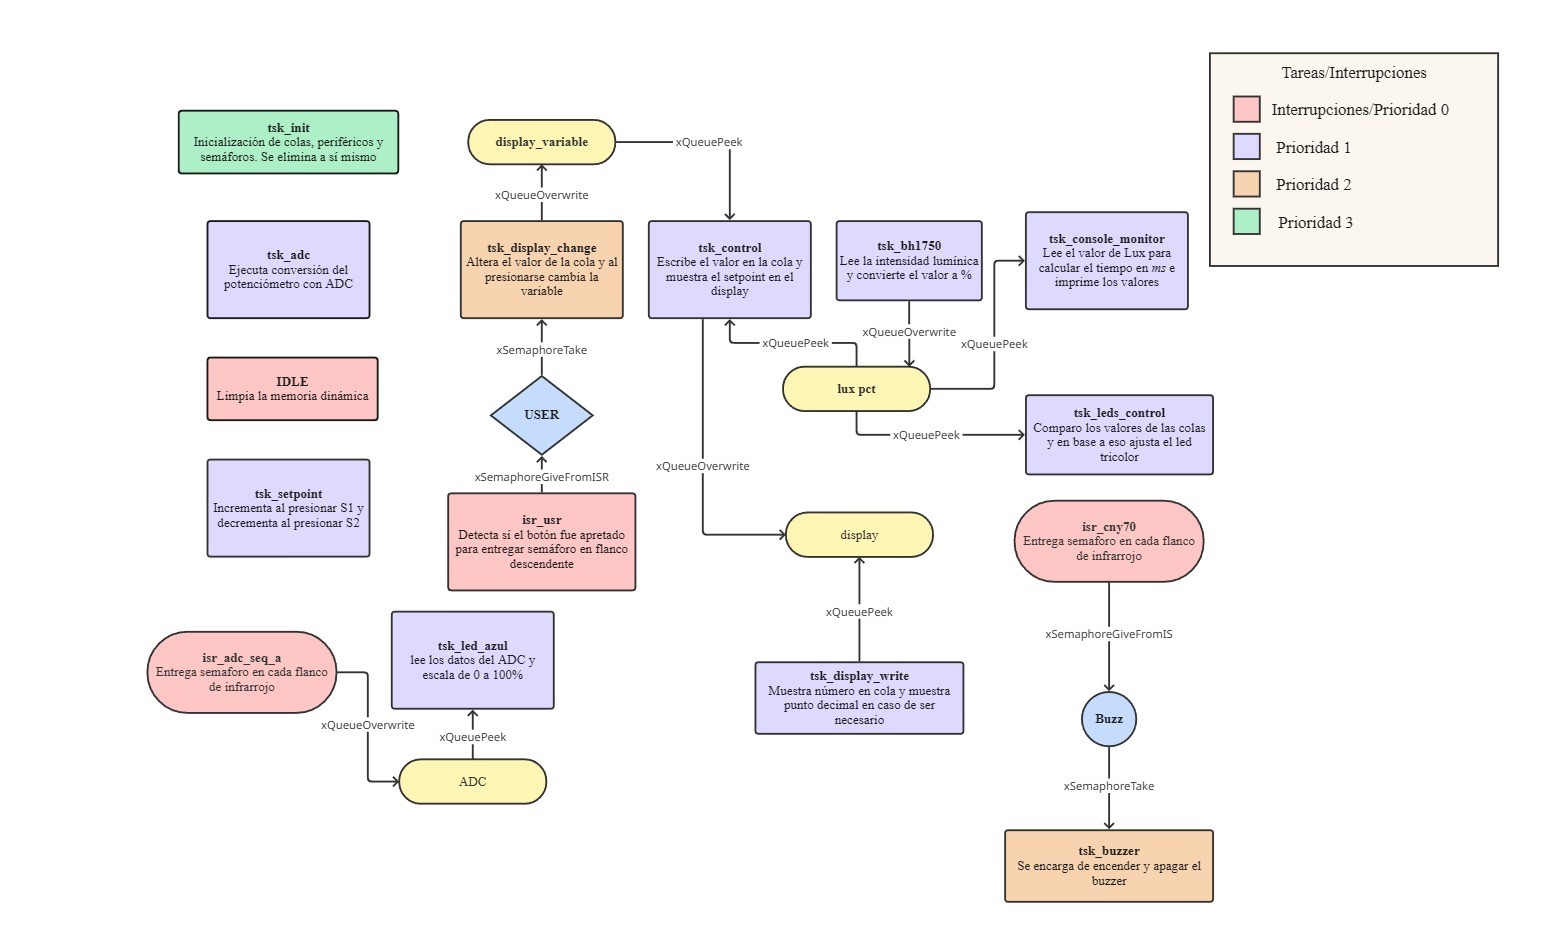 Tareas/Interrupciones
Interrupciones/Prioridad 0
Prioridad 1
Prioridad 2
Prioridad 3
tsk_init
Inicialización de colas, periféricos y
semáforos. Se elimina a sí mismo
display_variable
xQueuePeek
xQueueOverwrite
tsk_adc
Ejecuta conversión del
potenciómetro con ADC
tsk_display_change
Altera el valor de la cola y al
presionarse cambia la
variable
tsk_control
Escribe el valor en la cola y
muestra el setpoint en el
display
tsk_bh1750
Lee la intensidad lumínica
y convierte el valor a %
tsk_console_monitor
Lee el valor de Lux para
calcular el tiempo en ms e
imprime los valores
xQueueOverwrite
xQueuePeek
xQueuePeek
xSemaphoreTake
IDLE
Limpia la memoria dinámica
lux pct
USER
xQueuePeek
tsk_leds_control
Comparo los valores de las colas
y en base a eso ajusta el led
tricolor
xQueueOverwrite
xSemaphoreGiveFromISR
tsk_setpoint
Incrementa al presionar S1 y
decrementa al presionar S2
isr_usr
Detecta sí el botón fue apretado
para entregar semáforo en flanco
descendente
display
isr_cny70
Entrega semaforo en cada flanco
de infrarrojo
xQueuePeek
xSemaphoreGiveFromIS
isr_adc_seq_a
Entrega semaforo en cada flanco
de infrarrojo
tsk_led_azul
lee los datos del ADC y
escala de 0 a 100%
tsk_display_write
Muestra número en cola y muestra
punto decimal en caso de ser
necesario
xQueueOverwrite
xQueuePeek
Buzz
ADC
xSemaphoreTake
tsk_buzzer
Se encarga de encender y apagar el
buzzer